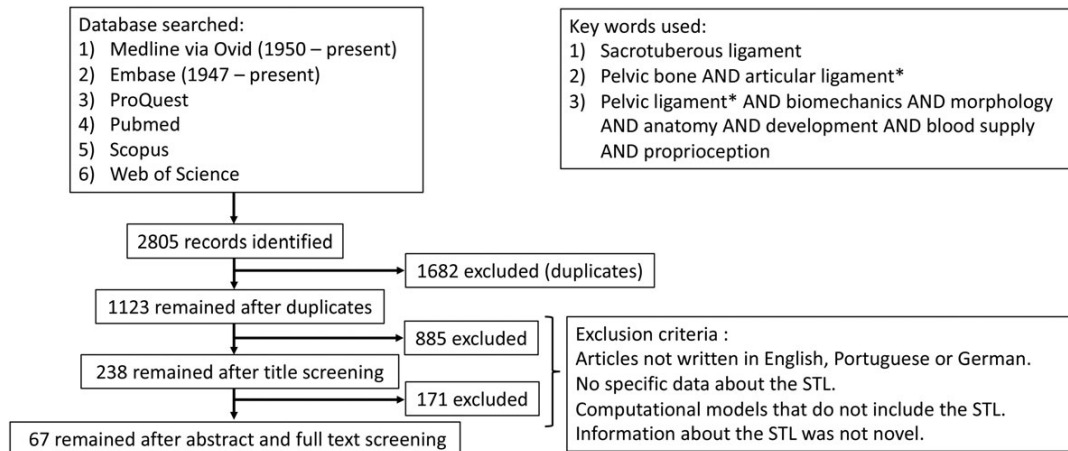 Database searched:
1) Medline via Ovid (1950 – present)
2) Embase (1947 – present)
3) ProQuest
4) Pubmed
5) Scopus
6) Web of Science
Key words used:
1) Sacrotuberous ligament
2) Pelvic bone AND articular ligament*
3) Pelvic ligament* AND biomechanics AND morphology
AND anatomy AND development AND blood supply
AND proprioception
2805 records identified
1682 excluded (duplicates)
1123 remained after duplicates
885 excluded
238 remained after title screening
171 excluded
67 remained after abstract and full text screening
Exclusion criteria :
Articles not written in English, Portuguese or German.
No specific data about the STL.
Computational models that do not include the STL.
Information about the STL was not novel.